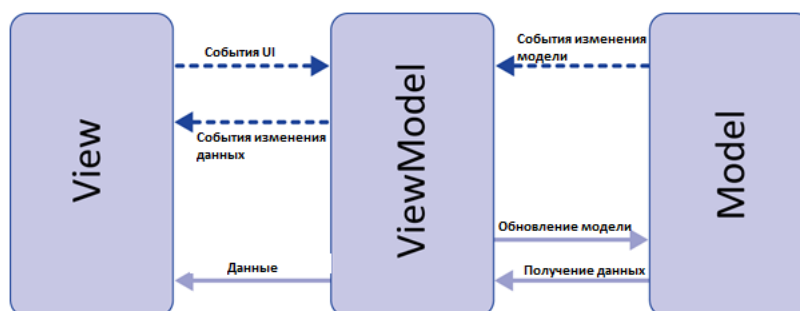 View
События UI
События изменения
данных
Данные
ViewModel
События изменения
модели
Обновление модели
Получение данных
Model